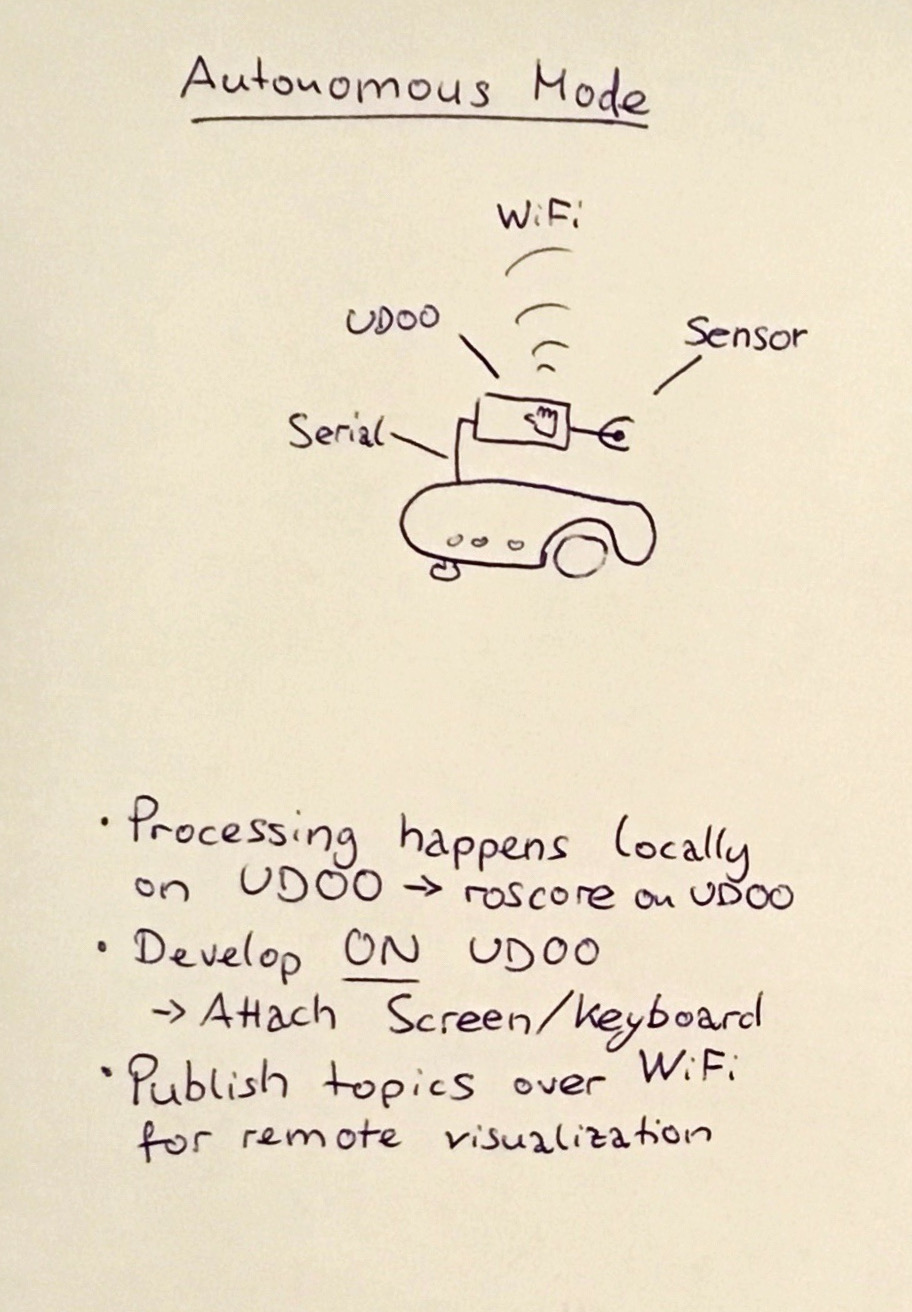 Autonomous Mode
WiFi
UDOO
Sensor
Serial
• Processing happens locally
on UDOO → roscore on UDOO
• Develop ON UDOO
→ Attach Screen/Keyboard
• Publish topics over WiFi
for remote visualization